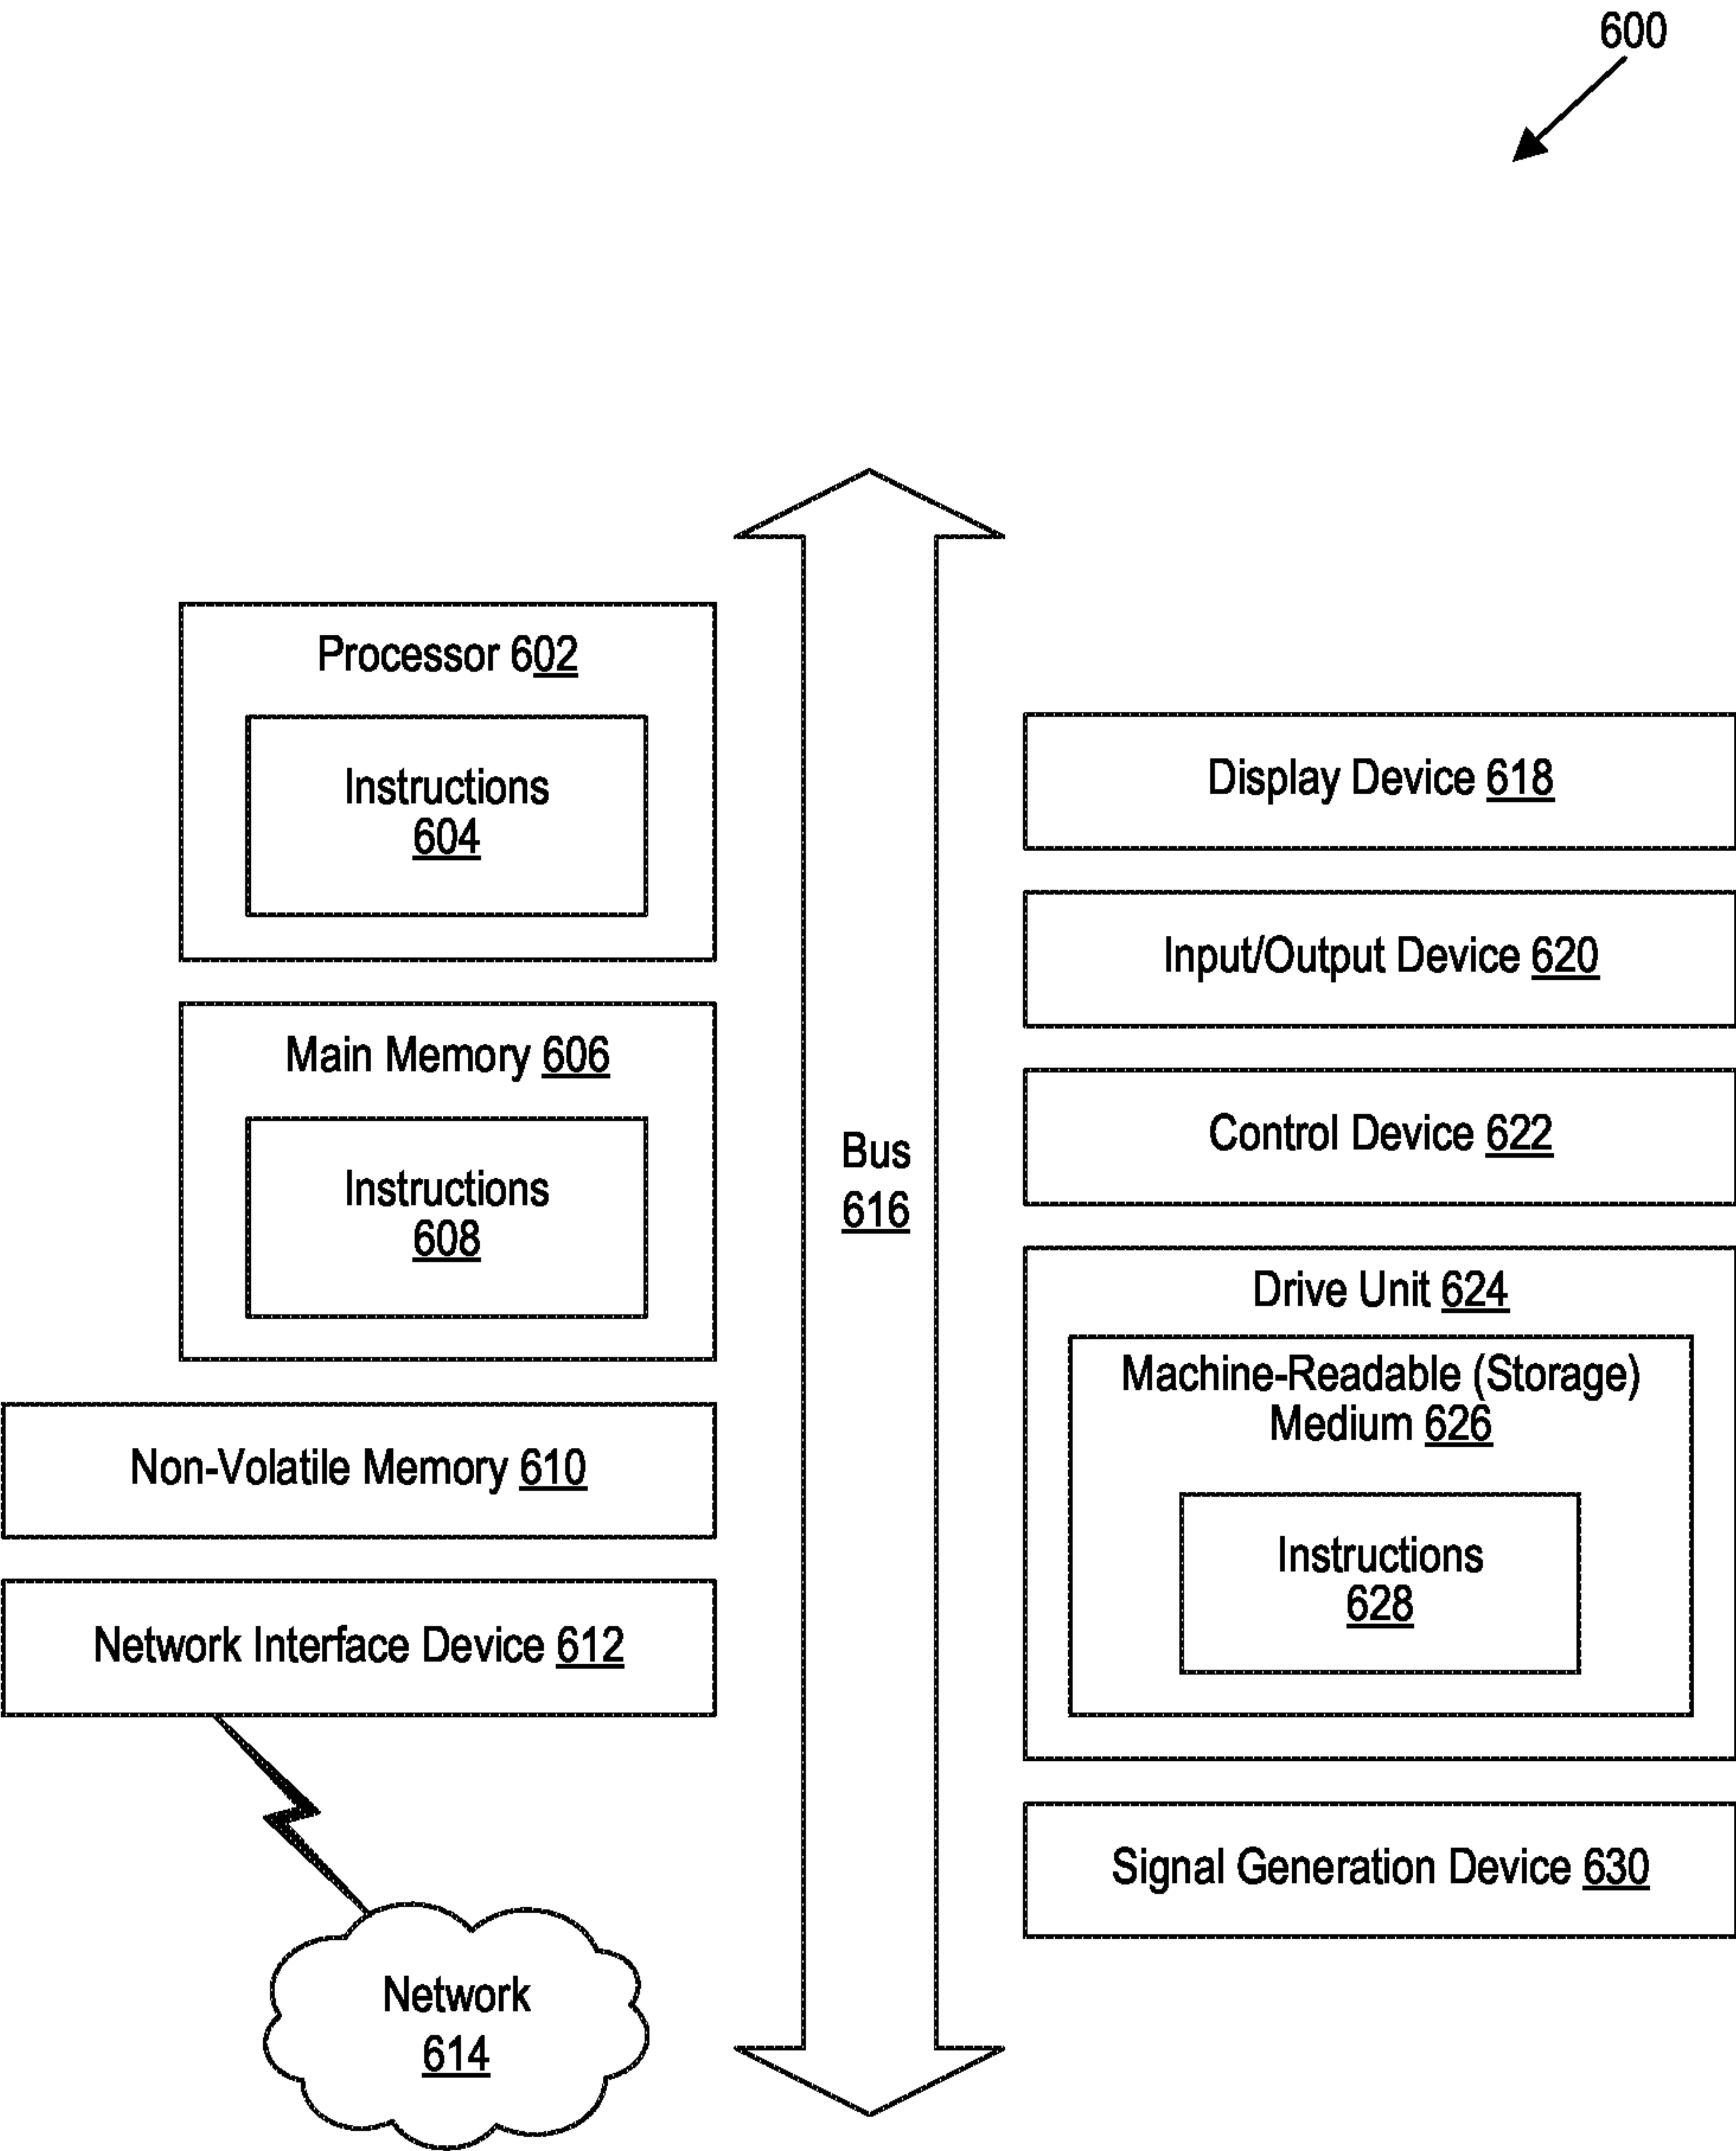 600
Processor 602
Instructions
604
Main Memory 606
Instructions
608
Non-Volatile Memory 610
Network Interface Device 612
Network
614
Bus
616
Display Device 618
Input/Output Device 620
Control Device 622
Drive Unit 624
Machine-Readable (Storage)
Medium 626
Instructions
628
Signal Generation Device 630